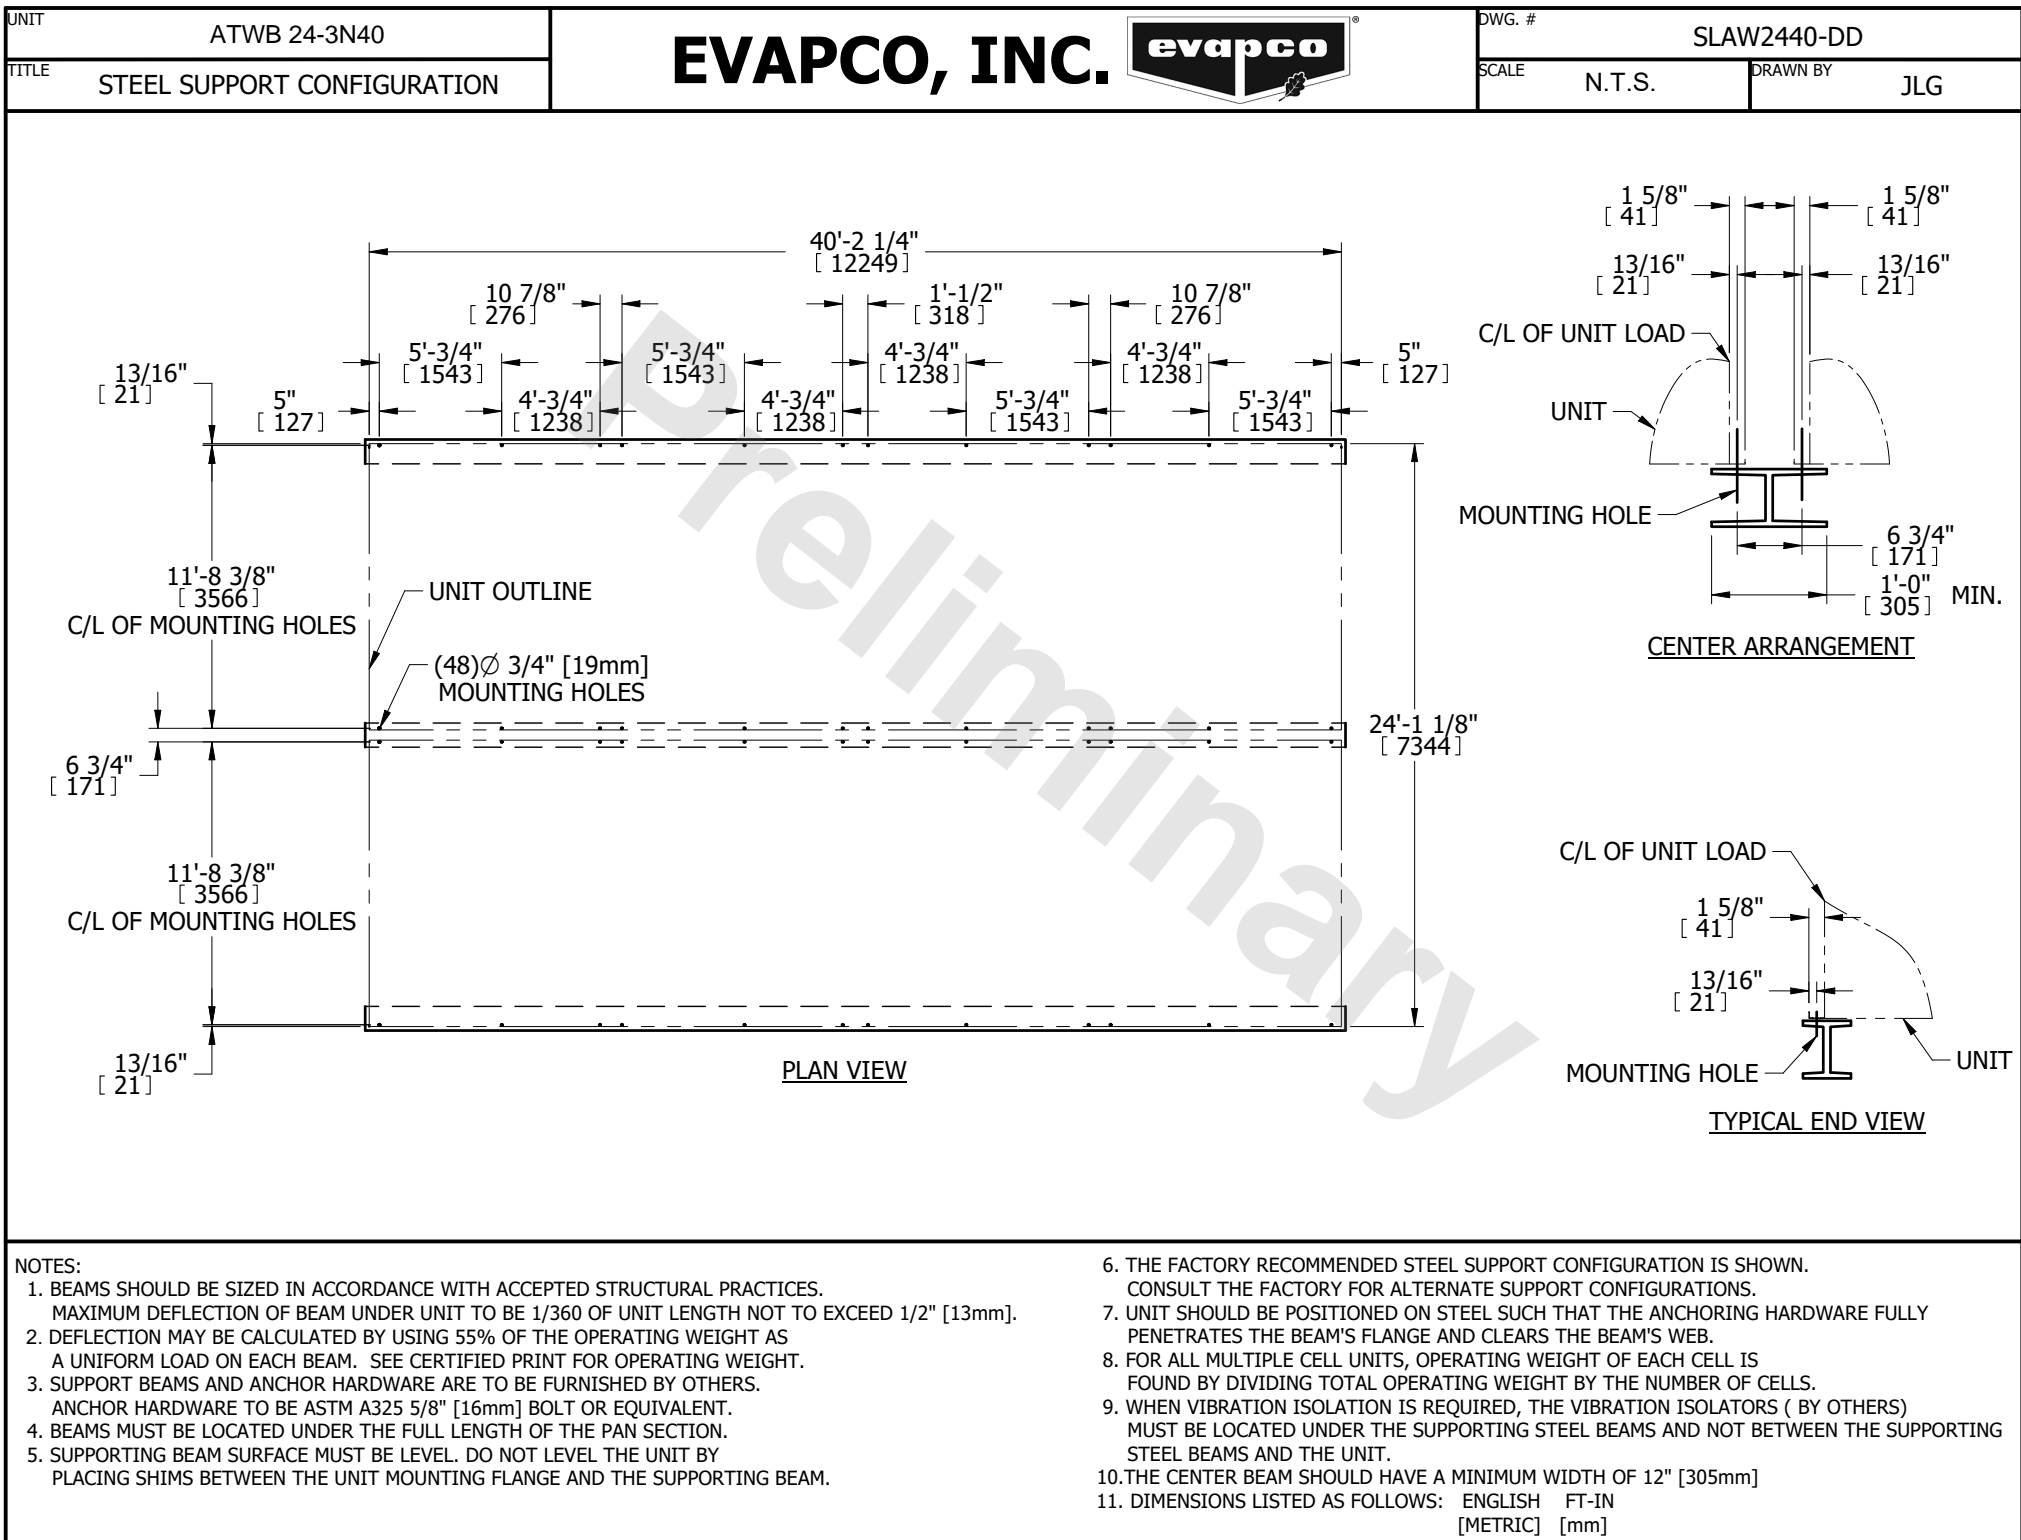 UNIT
ATWB 24-3N40
TITLE
STEEL SUPPORT CONFIGURATION
EVAPCO, INC.
evapco
®
DWG. #
SLAW2440-DD
SCALE
N.T.S.
DRAWN BY
JLG
40'-2 1/4"
[ 12249]
10 7/8"
[ 276]
1'-1/2"
[ 318 ]
10 7/8"
[ 276]
5'-3/4"
[ 1543]
5'-3/4"
[ 1543]
4'-3/4"
[ 1238]
4'-3/4"
[ 1238]
5"
[ 127]
13/16"
[ 21]
5"
[ 127]
4'-3/4"
[ 1238]
4'-3/4"
[ 1238]
5'-3/4"
[ 1543]
5'-3/4"
[ 1543]
11'-8 3/8"
[ 3566]
C/L OF MOUNTING HOLES
UNIT OUTLINE
(48)Ø 3/4" [19mm]
MOUNTING HOLES
6 3/4"
[ 171]
24'-1 1/8"
[ 7344]
11'-8 3/8"
[ 3566]
C/L OF MOUNTING HOLES
13/16"
[ 21]
PLAN VIEW
Preliminary
1 5/8"
[ 41]
1 5/8"
[ 41]
13/16"
[ 21]
13/16"
[ 21]
C/L OF UNIT LOAD
UNIT
MOUNTING HOLE
6 3/4"
[ 171]
1'-0"
[ 305]
MIN.
CENTER ARRANGEMENT
C/L OF UNIT LOAD
1 5/8"
[ 41]
13/16"
[ 21]
MOUNTING HOLE
UNIT
TYPICAL END VIEW
NOTES:
1. BEAMS SHOULD BE SIZED IN ACCORDANCE WITH ACCEPTED STRUCTURAL PRACTICES.
MAXIMUM DEFLECTION OF BEAM UNDER UNIT TO BE 1/360 OF UNIT LENGTH NOT TO EXCEED 1/2" [13mm].
2. DEFLECTION MAY BE CALCULATED BY USING 55% OF THE OPERATING WEIGHT AS
A UNIFORM LOAD ON EACH BEAM. SEE CERTIFIED PRINT FOR OPERATING WEIGHT.
3. SUPPORT BEAMS AND ANCHOR HARDWARE ARE TO BE FURNISHED BY OTHERS.
ANCHOR HARDWARE TO BE ASTM A325 5/8" [16mm] BOLT OR EQUIVALENT.
4. BEAMS MUST BE LOCATED UNDER THE FULL LENGTH OF THE PAN SECTION.
5. SUPPORTING BEAM SURFACE MUST BE LEVEL. DO NOT LEVEL THE UNIT BY
PLACING SHIMS BETWEEN THE UNIT MOUNTING FLANGE AND THE SUPPORTING BEAM.
6. THE FACTORY RECOMMENDED STEEL SUPPORT CONFIGURATION IS SHOWN.
CONSULT THE FACTORY FOR ALTERNATE SUPPORT CONFIGURATIONS.
7. UNIT SHOULD BE POSITIONED ON STEEL SUCH THAT THE ANCHORING HARDWARE FULLY
PENETRATES THE BEAM'S FLANGE AND CLEARS THE BEAM'S WEB.
8. FOR ALL MULTIPLE CELL UNITS, OPERATING WEIGHT OF EACH CELL IS
FOUND BY DIVIDING TOTAL OPERATING WEIGHT BY THE NUMBER OF CELLS.
9. WHEN VIBRATION ISOLATION IS REQUIRED, THE VIBRATION ISOLATORS ( BY OTHERS)
MUST BE LOCATED UNDER THE SUPPORTING STEEL BEAMS AND NOT BETWEEN THE SUPPORTING
STEEL BEAMS AND THE UNIT.
10.THE CENTER BEAM SHOULD HAVE A MINIMUM WIDTH OF 12" [305mm]
11. DIMENSIONS LISTED AS FOLLOWS: ENGLISH FT-IN
[METRIC] [mm]